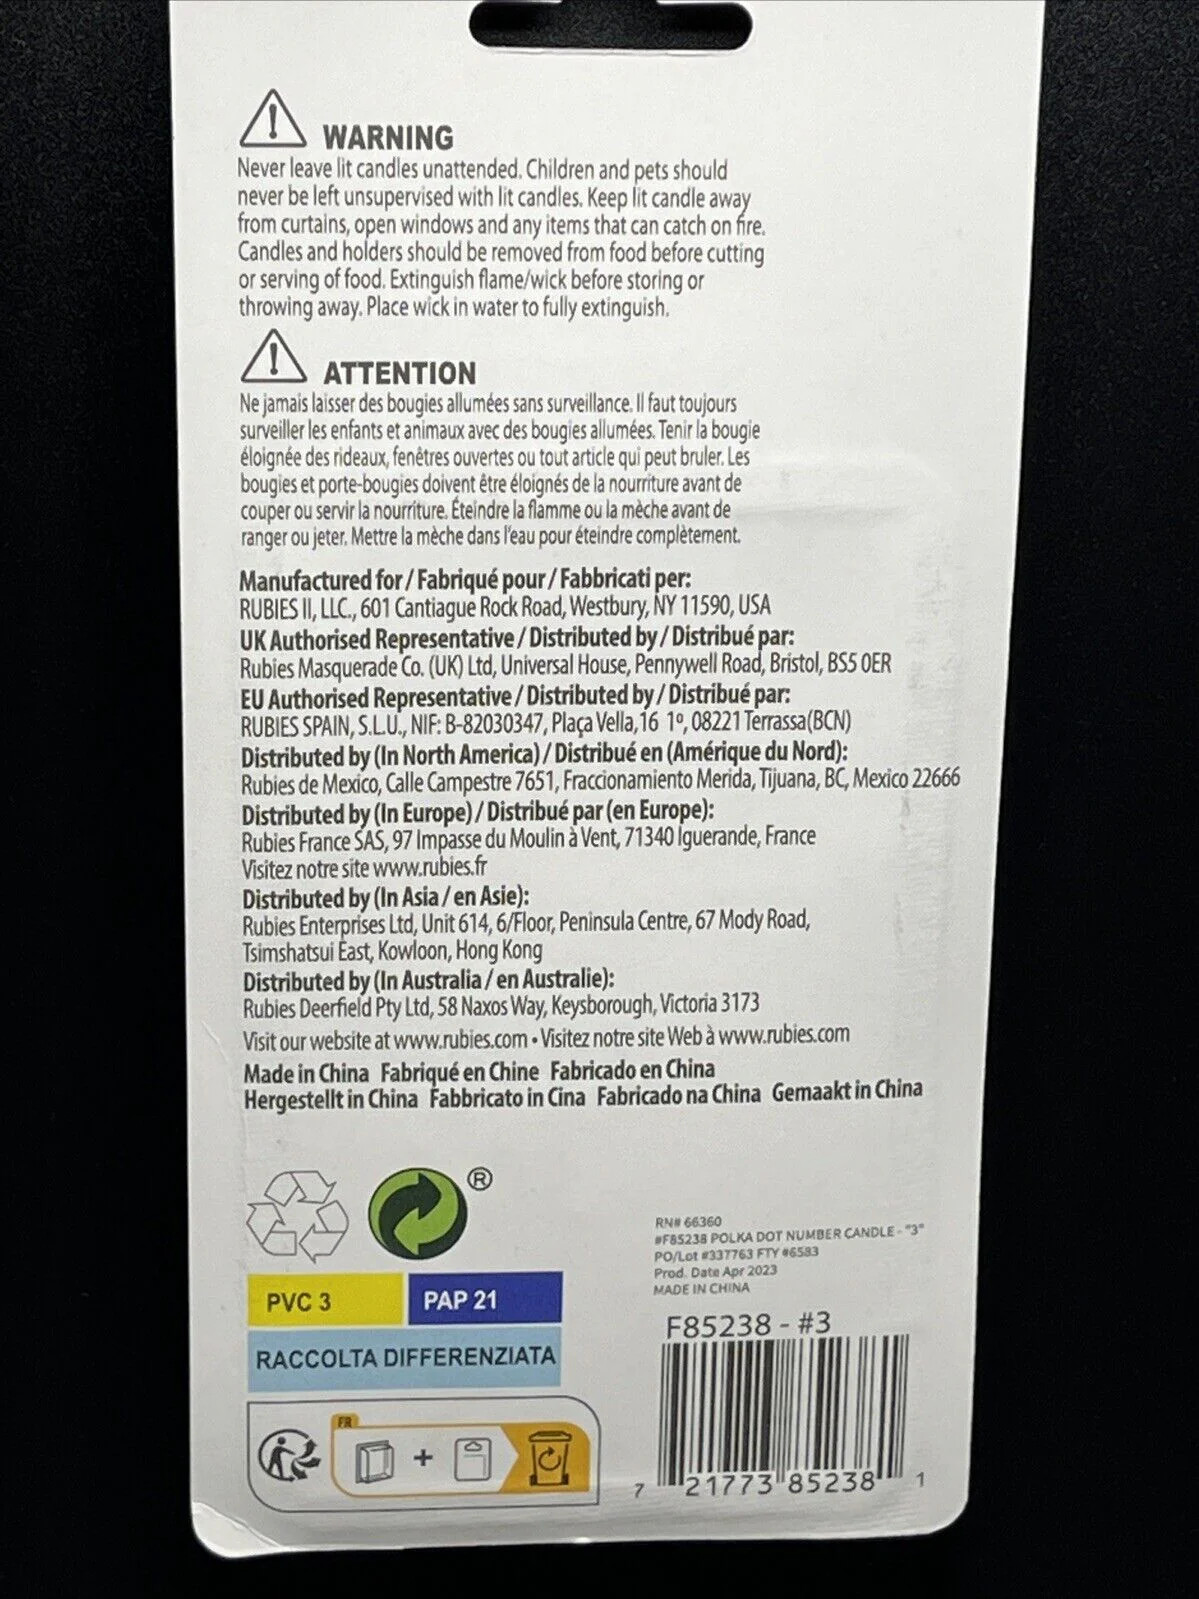 WARNING
Never leave lit candles unattended. Children and pets should
never be left unsupervised with lit candles. Keep lit candle away
from curtains, open windows and any items that can catch on fire.
Candles and holders should be removed from food before cutting
or serving of food. Extinguish flame/wick before storing or
throwing away. Place wick in water to fully extinguish.
ATTENTION
Ne jamais laisser des bougies allumées sans surveillance. Il faut toujours
surveiller les enfants et animaux avec des bougies allumées. Tenir la bougie
éloignée des rideaux, fenêtres ouvertes ou tout article qui peut bruler. Les
bougies et porte-bougies doivent être éloignés de la nourriture avant de
couper ou servir la nourriture. Éteindre la flamme ou la mèche avant de
ranger ou jeter. Mettre la mèche dans l'eau pour éteindre complètement.
Manufactured for / Fabriqué pour / Fabbricati per:
RUBIES II, LLC., 601 Cantiague Rock Road, Westbury, NY 11590, USA
UK Authorised Representative / Distributed by / Distribué par:
Rubies Masquerade Co. (UK) Ltd, Universal House, Pennywell Road, Bristol, BS5 0ER
EU Authorised Representative / Distributed by / Distribué par:
RUBIES SPAIN, S.L.U., NIF: B-82030347, Plaça Vella, 16 1º, 08221 Terrassa(BCN)
Distributed by (In North America) / Distribué en (Amérique du Nord):
Rubies de Mexico, Calle Campestre 7651, Fraccionamiento Merida, Tijuana, BC, Mexico 22666
Distributed by (In Europe) / Distribué par (en Europe):
Rubies France SAS, 97 Impasse du Moulin à Vent, 71340 Iguerande, France
Visitez notre site www.rubies.fr
Distributed by (In Asia / en Asie):
Rubies Enterprises Ltd, Unit 614, 6/Floor, Peninsula Centre, 67 Mody Road,
Tsimshatsui East, Kowloon, Hong Kong
Distributed by (In Australia / en Australie):
Rubies Deerfield Pty Ltd, 58 Naxos Way, Keysborough, Victoria 3173
Visit our website at www.rubies.com • Visitez notre site Web à www.rubies.com
Made in China Fabriqué en Chine Fabricado en China
Hergestellt in China Fabbricato in Cina Fabricado na China Gemaakt in China
®
PVC 3 PAP 21
RACCOLTA DIFFERENZIATA
FR
+
RN# 66360
#F85238 POLKA DOT NUMBER CANDLE - "3"
PO/Lot #337763 FTY #6583
Prod. Date Apr 2023
MADE IN CHINA
F85238 - #3
7 21773 85238 1